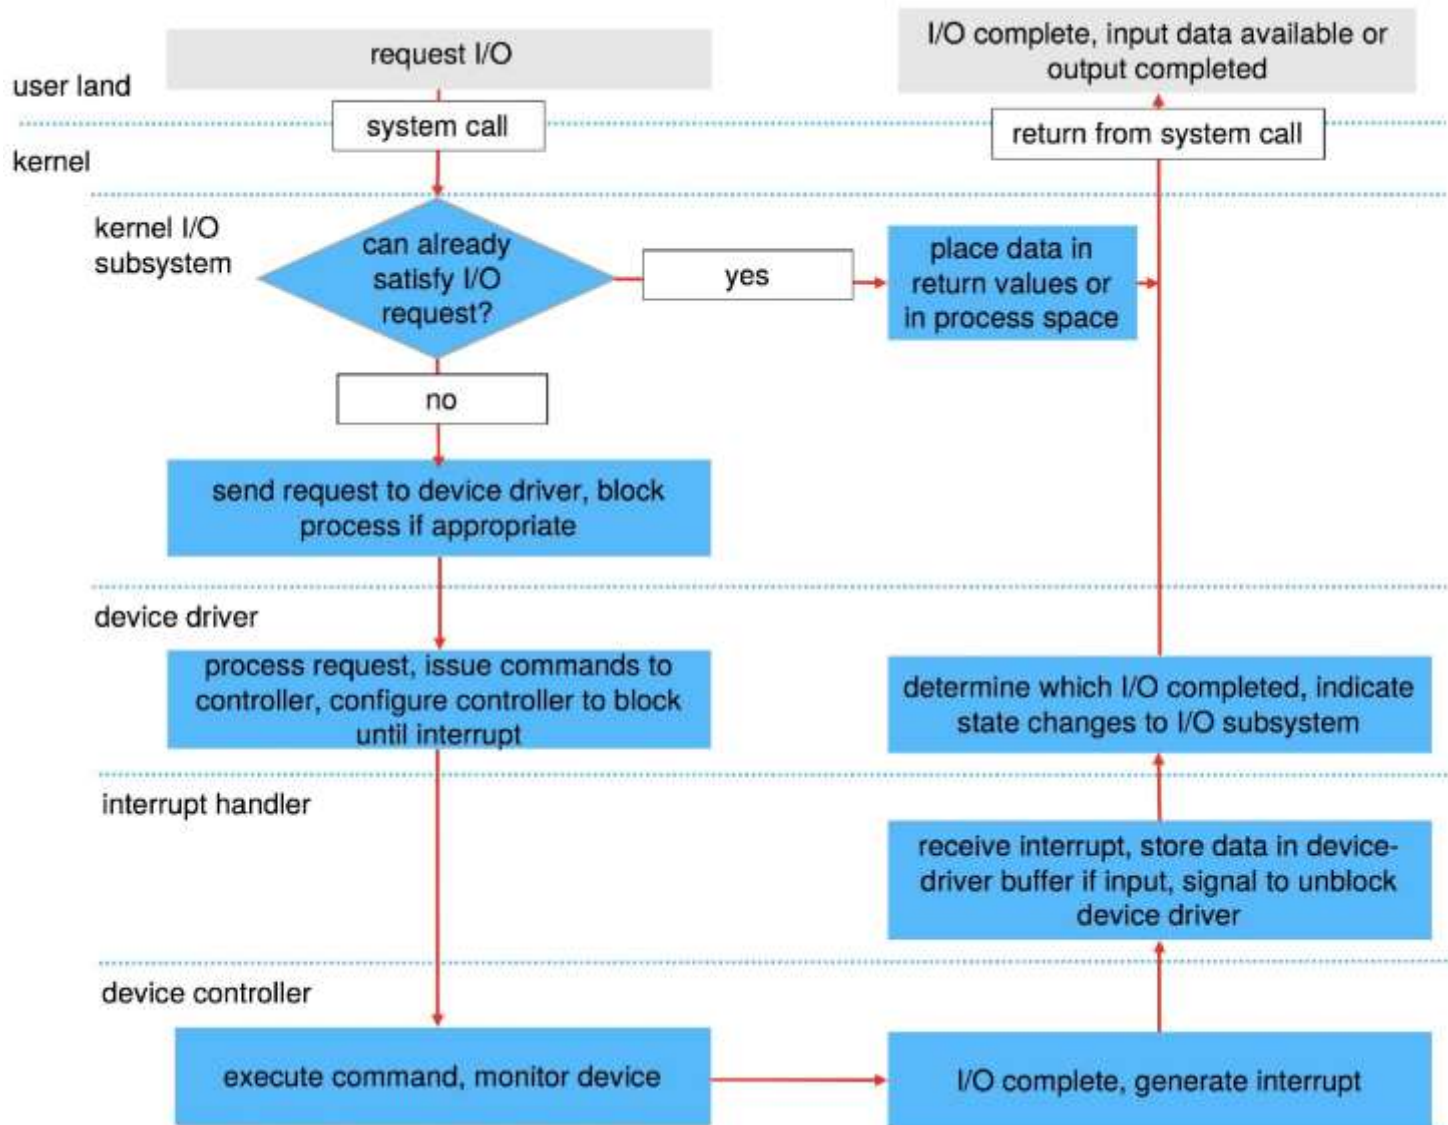 request I/O
I/O complete, input data available or
output completed
user land
system call
return from system call
kernel
kernel I/O
subsystem
can already
satisfy I/O
request?
yes
place data in
return values or
in process space
no
send request to device driver, block
process if appropriate
device driver
process request, issue commands to
controller, configure controller to block
until interrupt
determine which I/O completed, indicate
state changes to I/O subsystem
interrupt handler
receive interrupt, store data in device-
driver buffer if input, signal to unblock
device driver
device controller
execute command, monitor device
I/O complete, generate interrupt